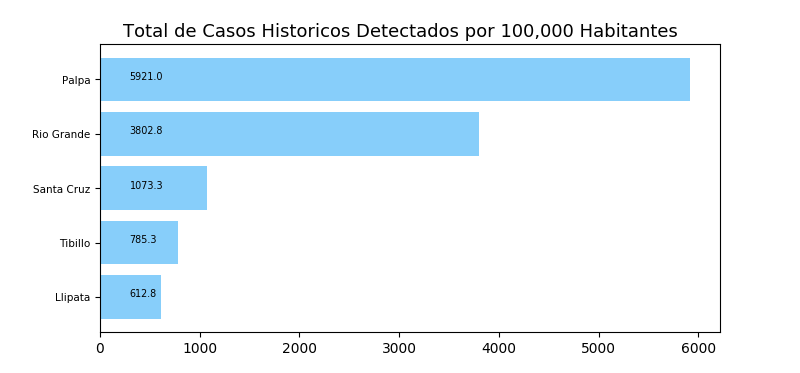 Total de Casos Historicos Detectados por 100,000 Habitantes
Palpa 5921.0
Rio Grande 3802.8
Santa Cruz 1073.3
Tibillo 785.3
Llipata 612.8
0 1000 2000 3000 4000 5000 6000